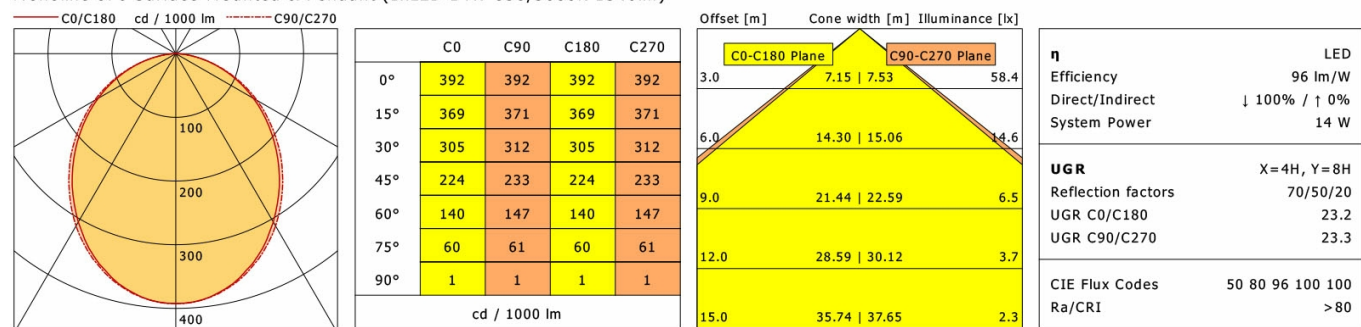 C0/C180 cd / 1000 lm C90/C270
100
200
300
400
C0 C90 C180 C270
0° 392 392 392 392
15° 369 371 369 371
30° 305 312 305 312
45° 224 233 224 233
60° 140 147 140 147
75° 60 61 60 61
90° 1 1 1 1
cd / 1000 lm
Offset [m] Cone width [m] Illuminance [lx]
C0-C180 Plane C90-C270 Plane
3.0 7.15 | 7.53 58.4
6.0 14.30 | 15.06 14.6
9.0 21.44 | 22.59 6.5
12.0 28.59 | 30.12 3.7
15.0 35.74 | 37.65 2.3
η LED
Efficiency 96 lm/W
Direct/Indirect ↓ 100% / ↑ 0%
System Power 14 W
UGR X=4H, Y=8H
Reflection factors 70/50/20
UGR C0/C180 23.2
UGR C90/C270 23.3
CIE Flux Codes 50 80 96 100 100
Ra/CRI >80